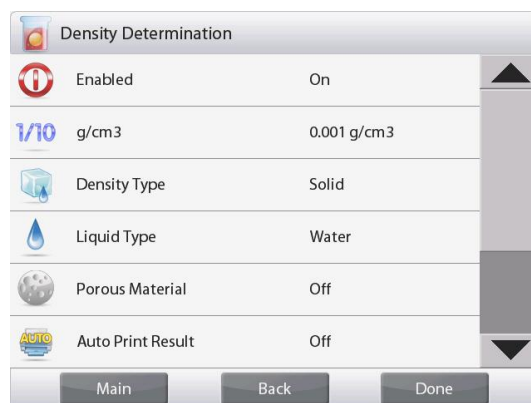 Density Determination
Enabled On
1/10 g/cm3 0.001 g/cm3
Density Type Solid
Liquid Type Water
Porous Material Off
AUTO Auto Print Result Off
Main Back Done